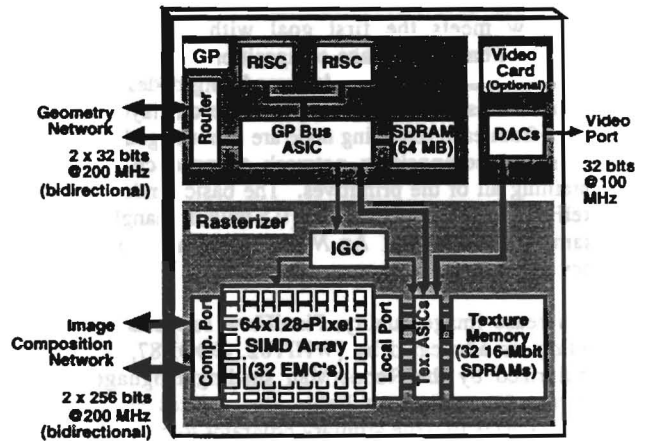 GP
RISC
RISC
Video
Card
(Optional)
Geometry
Network
2 x 32 bits
@200 MHz
(bidirectional)
Router
GP Bus
ASIC
SDRAM
(64 MB)
DACs
Video
Port
32 bits
@100
MHz
Rasterizer
IGC
Image
Composition
Network
2 x 256 bits
@200 MHz
(bidirectional)
Comp. Port
64x128-Pixel
SIMD Array
(32 EMC's)
Local Port
Tex. ASICs
Texture
Memory
(32 16-Mbit
SDRAMs)